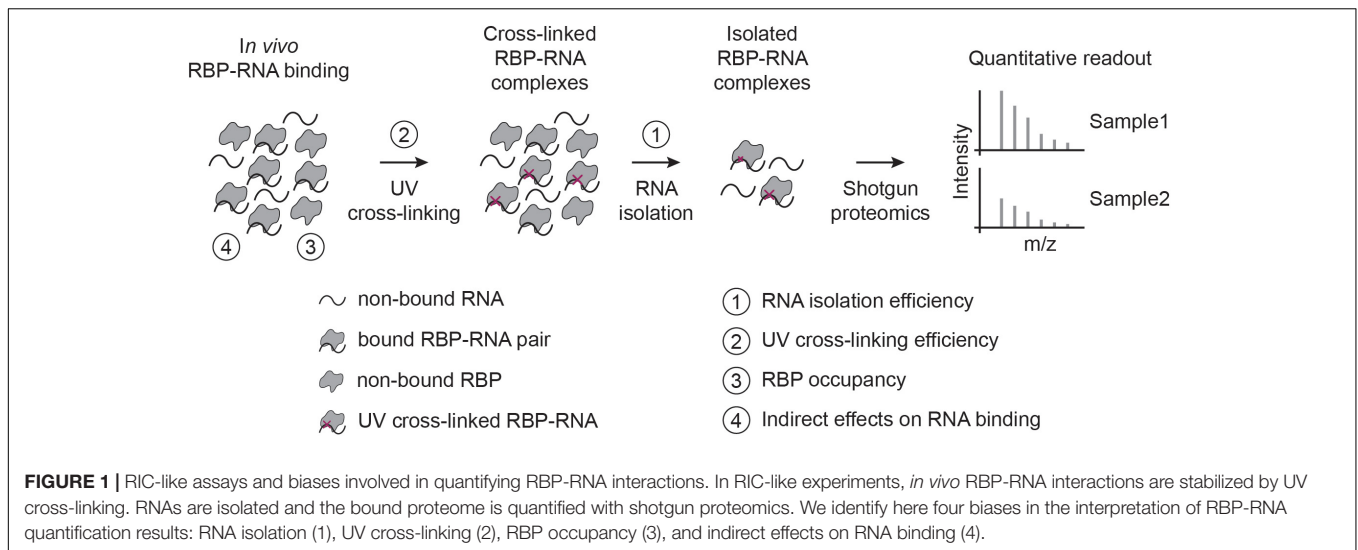 In vivo
RBP-RNA binding
②
UV
cross-linking
Cross-linked
RBP-RNA
complexes
①
RNA
isolation
Isolated
RBP-RNA
complexes
Shotgun
proteomics
Quantitative readout
Intensity
Sample1
Sample2
m/z
④
③
non-bound RNA
bound RBP-RNA pair
non-bound RBP
UV cross-linked RBP-RNA
① RNA isolation efficiency
② UV cross-linking efficiency
③ RBP occupancy
④ Indirect effects on RNA binding
FIGURE 1 | RIC-like assays and biases involved in quantifying RBP-RNA interactions. In RIC-like experiments, in vivo RBP-RNA interactions are stabilized by UV
cross-linking. RNAs are isolated and the bound proteome is quantified with shotgun proteomics. We identify here four biases in the interpretation of RBP-RNA
quantification results: RNA isolation (1), UV cross-linking (2), RBP occupancy (3), and indirect effects on RNA binding (4).